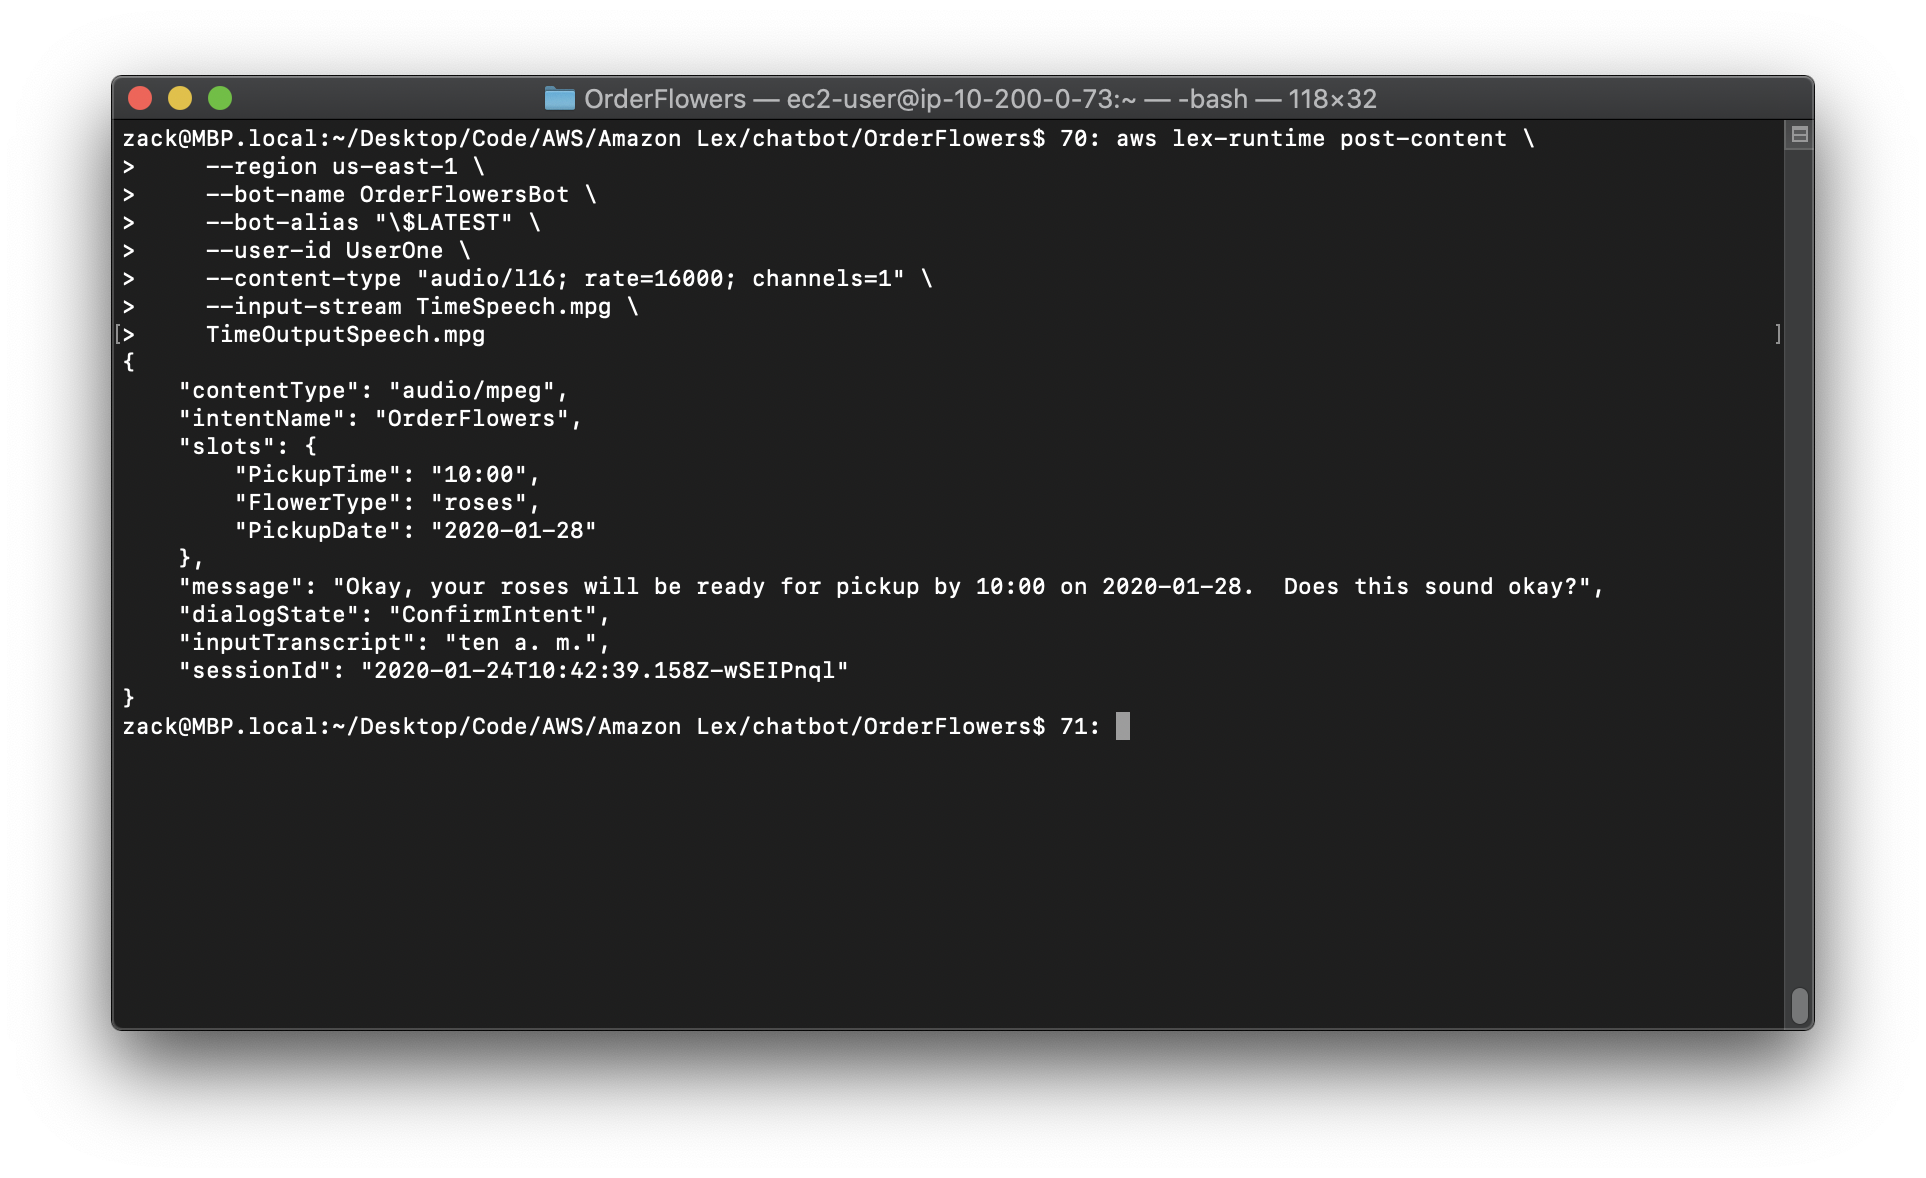 OrderFlowers — ec2-user@ip-10-200-0-73:~ — -bash — 118×32
zack@MBP.local:~/Desktop/Code/AWS/Amazon Lex/chatbot/OrderFlowers$ 70: aws lex-runtime post-content \
>     --region us-east-1 \
>     --bot-name OrderFlowersBot \
>     --bot-alias "\$LATEST" \
>     --user-id UserOne \
>     --content-type "audio/l16; rate=16000; channels=1" \
>     --input-stream TimeSpeech.mpg \
[>     TimeOutputSpeech.mpg ]
{
    "contentType": "audio/mpeg",
    "intentName": "OrderFlowers",
    "slots": {
        "PickupTime": "10:00",
        "FlowerType": "roses",
        "PickupDate": "2020-01-28"
    },
    "message": "Okay, your roses will be ready for pickup by 10:00 on 2020-01-28.  Does this sound okay?",
    "dialogState": "ConfirmIntent",
    "inputTranscript": "ten a. m.",
    "sessionId": "2020-01-24T10:42:39.158Z-wSEIPnql"
}
zack@MBP.local:~/Desktop/Code/AWS/Amazon Lex/chatbot/OrderFlowers$ 71: